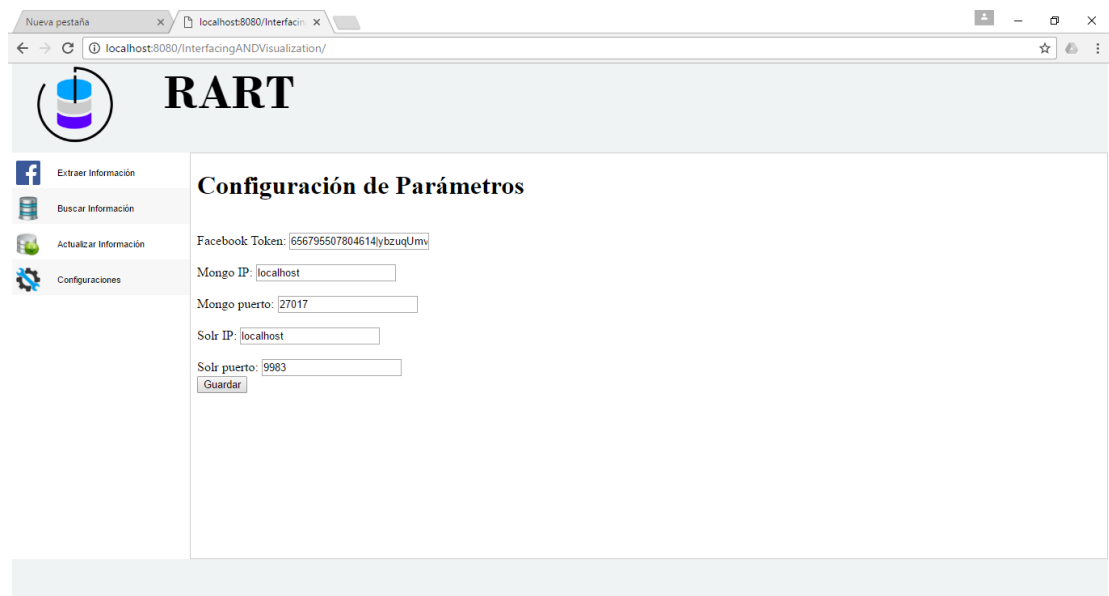 Nueva pestaña
localhost:8080/Interfacin
localhost:8080/InterfacingANDVisualization/
RART
Extraer Información
Buscar Información
Actualizar Información
Configuraciones
Configuración de Parámetros
Facebook Token: 656795507804614|ybzuqUmv
Mongo IP: localhost
Mongo puerto: 27017
Solr IP: localhost
Solr puerto: 9983
Guardar